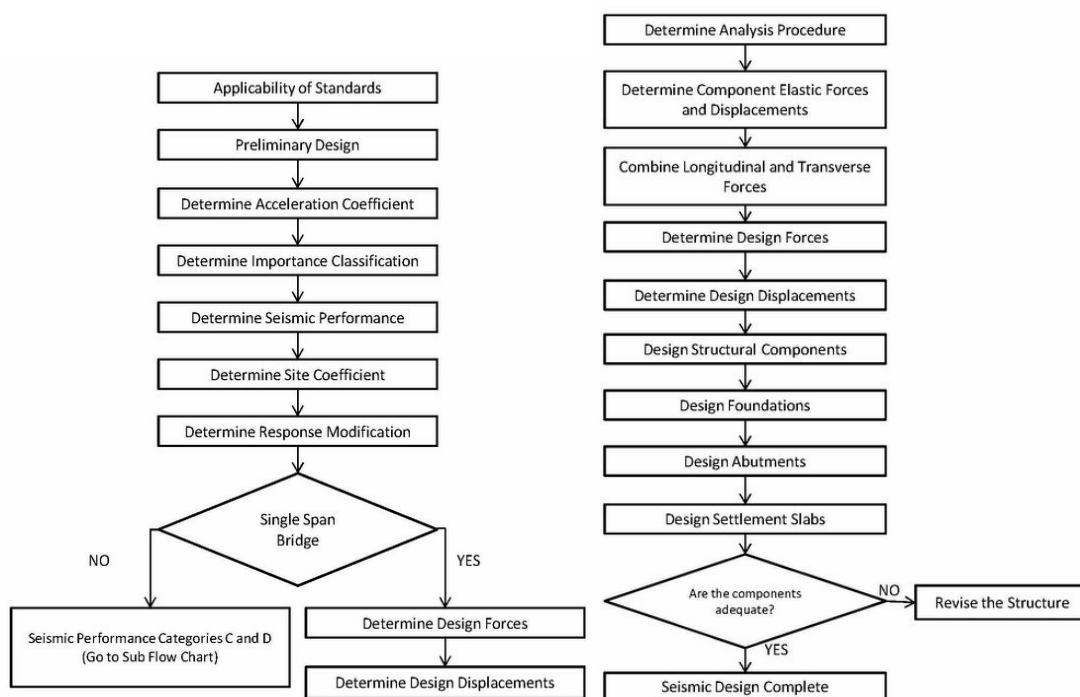 Applicability of Standards
Preliminary Design
Determine Acceleration Coefficient
Determine Importance Classification
Determine Seismic Performance
Determine Site Coefficient
Determine Response Modification
Single Span
Bridge
NO
YES
Seismic Performance Categories C and D
(Go to Sub Flow Chart)
Determine Design Forces
Determine Design Displacements
Determine Analysis Procedure
Determine Component Elastic Forces
and Displacements
Combine Longitudinal and Transverse
Forces
Determine Design Forces
Determine Design Displacements
Design Structural Components
Design Foundations
Design Abutments
Design Settlement Slabs
Are the components
adequate?
NO
Revise the Structure
YES
Seismic Design Complete